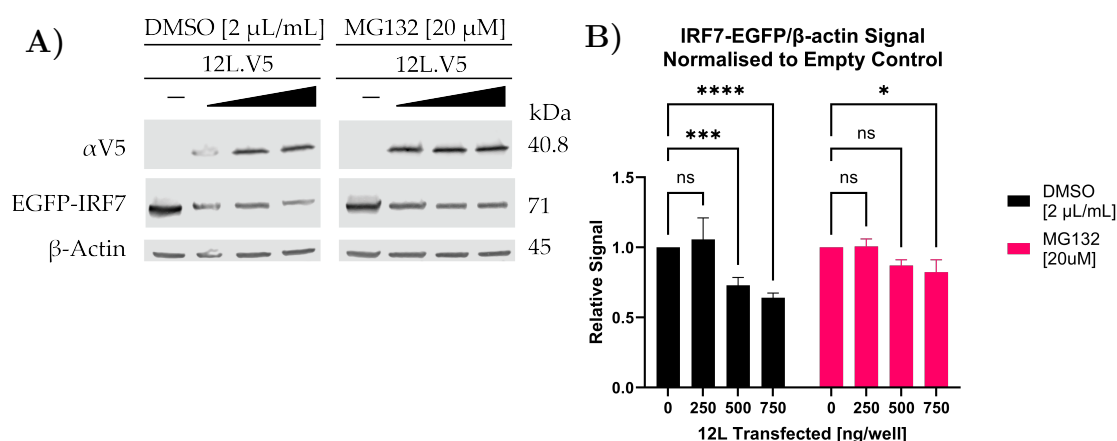 A)
DMSO [2 μL/mL]
MG132 [20 μM]
12L.V5
12L.V5
–
–
kDa
αV5
40.8
EGFP-IRF7
71
β-Actin
45
B)
IRF7-EGFP/β-actin Signal
Normalised to Empty Control
****
*
***
ns
ns
ns
1.5
1.0
0.5
0.0
Relative Signal
0 250 500 750
0 250 500 750
12L Transfected [ng/well]
DMSO
[2 μL/mL]
MG132
[20uM]